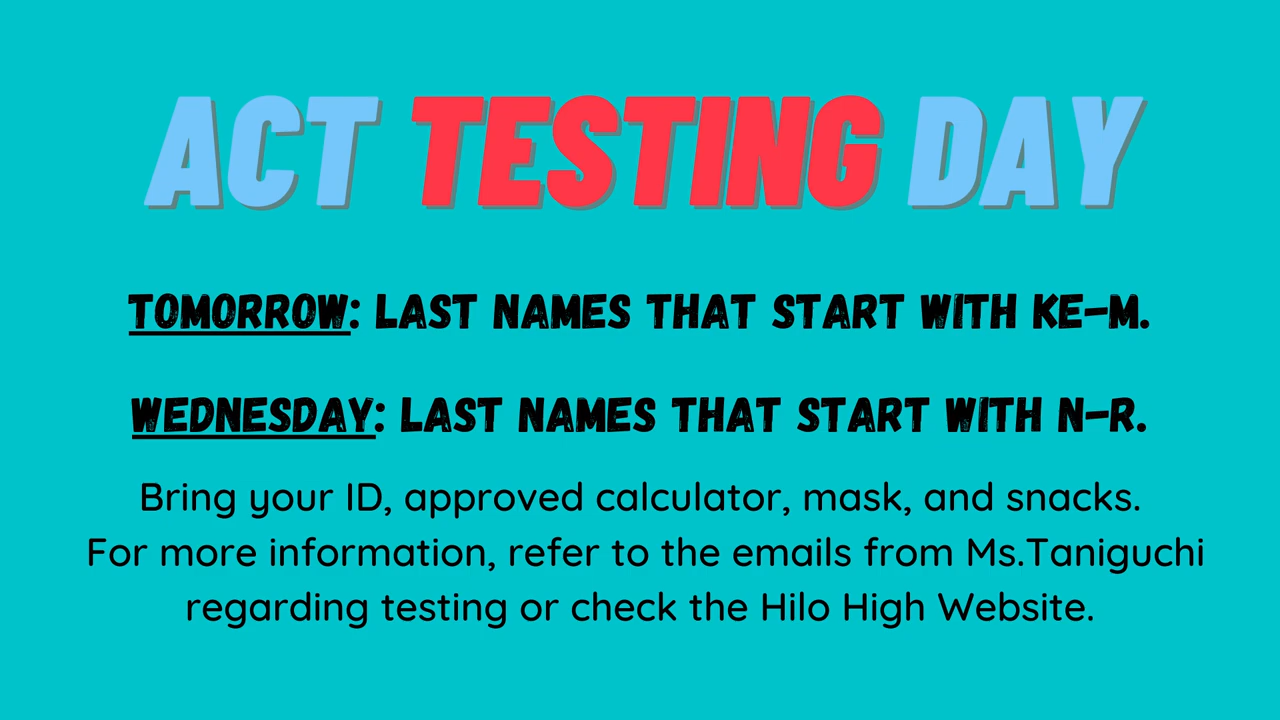 ACT TESTING DAY
TOMORROW: LAST NAMES THAT START WITH KE-M.
WEDNESDAY: LAST NAMES THAT START WITH N-R.
Bring your ID, approved calculator, mask, and snacks.
For more information, refer to the emails from Ms.Taniguchi
regarding testing or check the Hilo High Website.